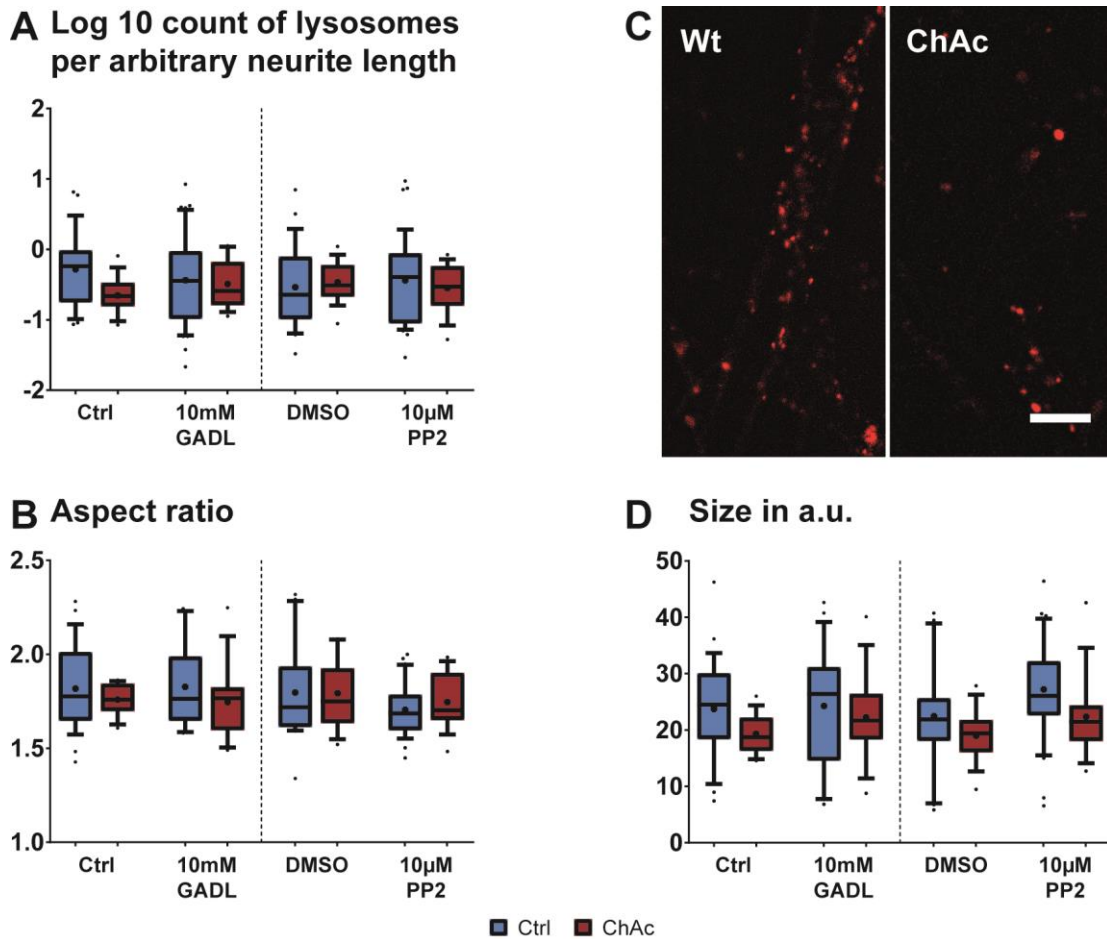 A Log 10 count of lysosomes
per arbitrary neurite length
2
1
0
-1
-2
Ctrl 10mM GADL DMSO 10µM PP2
C Wt ChAc
B Aspect ratio
2.5
2.0
1.5
1.0
Ctrl 10mM GADL DMSO 10µM PP2
D Size in a.u.
50
40
30
20
10
0
Ctrl 10mM GADL DMSO 10µM PP2
Ctrl ChAc